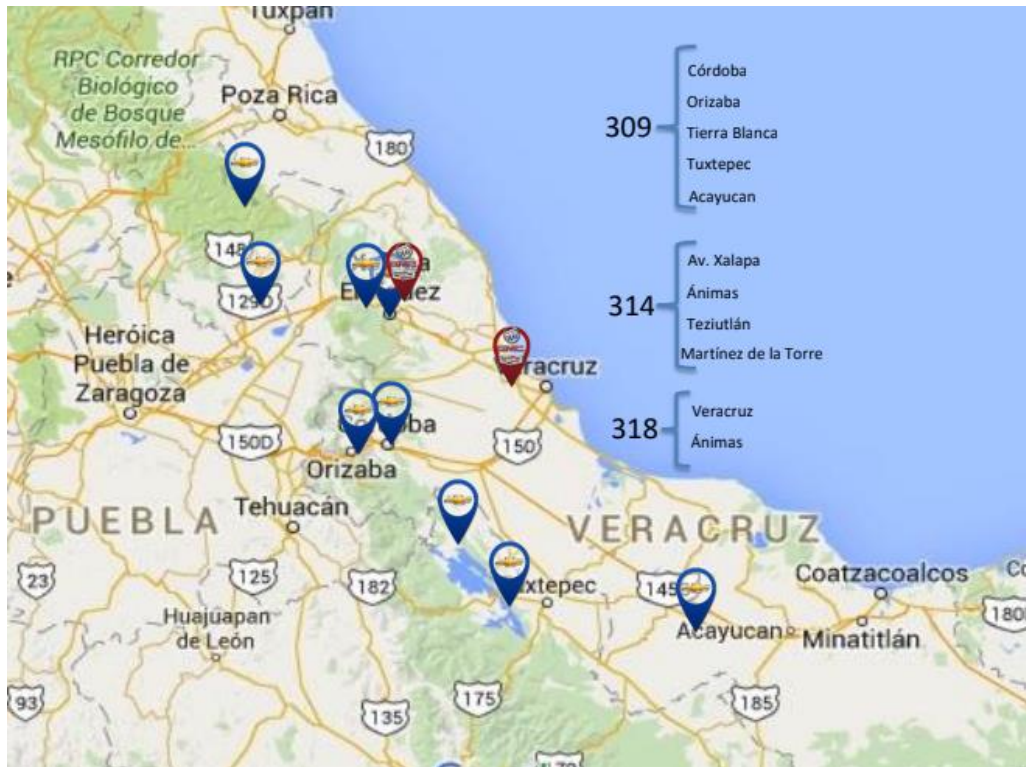 Tuxpan
RPC Corredor
Biológico
de Bosque
Mesófilo de...
Poza Rica
180
148
129D
Heróica
Puebla de
Zaragoza
150D
Orizaba
150
Tehuacán
PUEBLA
VERACRUZ
23
125
182
145
Coatzacoalcos
Huajuapan
de León
Acayucan
Minatitlán
180D
93
135
175
185
309
Córdoba
Orizaba
Tierra Blanca
Tuxtepec
Acayucan
314
Av. Xalapa
Ánimas
Teziutlán
Martínez de la Torre
318
Veracruz
Ánimas